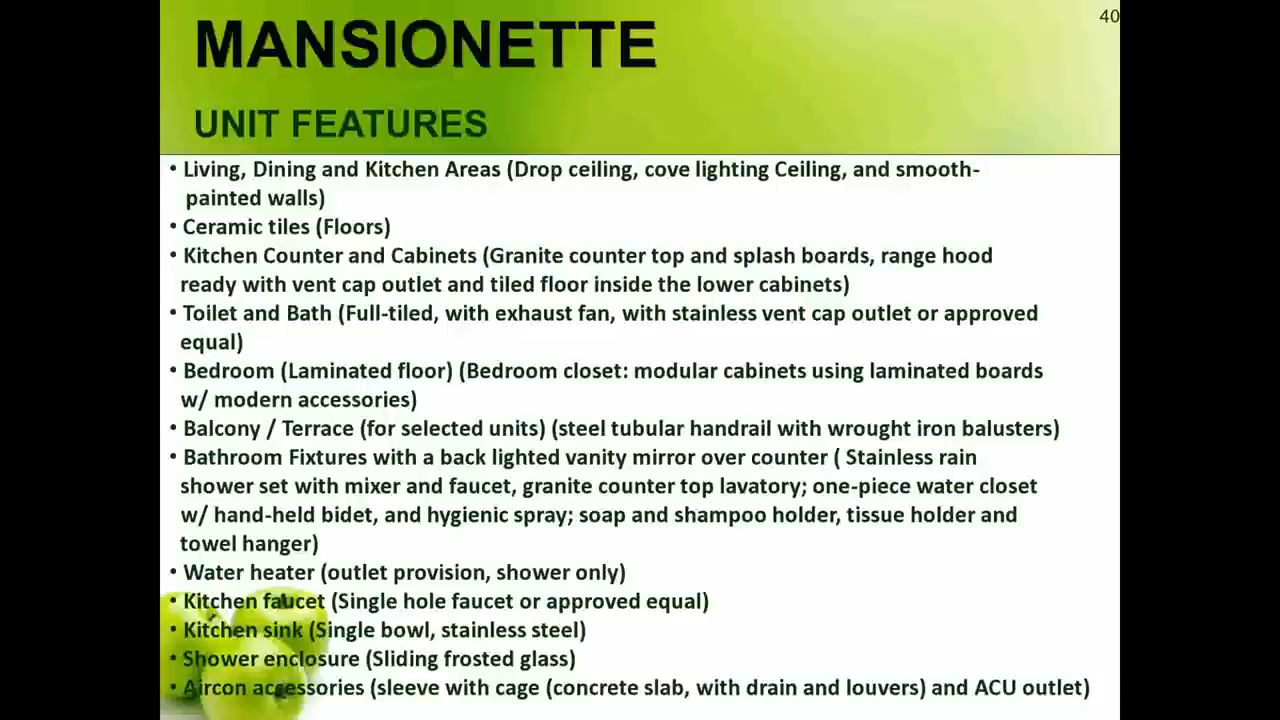 40
MANSIONETTE
UNIT FEATURES
• Living, Dining and Kitchen Areas (Drop ceiling, cove lighting Ceiling, and smooth-
painted walls)
• Ceramic tiles (Floors)
• Kitchen Counter and Cabinets (Granite counter top and splash boards, range hood
ready with vent cap outlet and tiled floor inside the lower cabinets)
• Toilet and Bath (Full-tiled, with exhaust fan, with stainless vent cap outlet or approved
equal)
• Bedroom (Laminated floor) (Bedroom closet: modular cabinets using laminated boards
w/ modern accessories)
• Balcony / Terrace (for selected units) (steel tubular handrail with wrought iron balusters)
• Bathroom Fixtures with a back lighted vanity mirror over counter ( Stainless rain
shower set with mixer and faucet, granite counter top lavatory; one-piece water closet
w/ hand-held bidet, and hygienic spray; soap and shampoo holder, tissue holder and
towel hanger)
• Water heater (outlet provision, shower only)
• Kitchen faucet (Single hole faucet or approved equal)
• Kitchen sink (Single bowl, stainless steel)
• Shower enclosure (Sliding frosted glass)
• Aircon accessories (sleeve with cage (concrete slab, with drain and louvers) and ACU outlet)